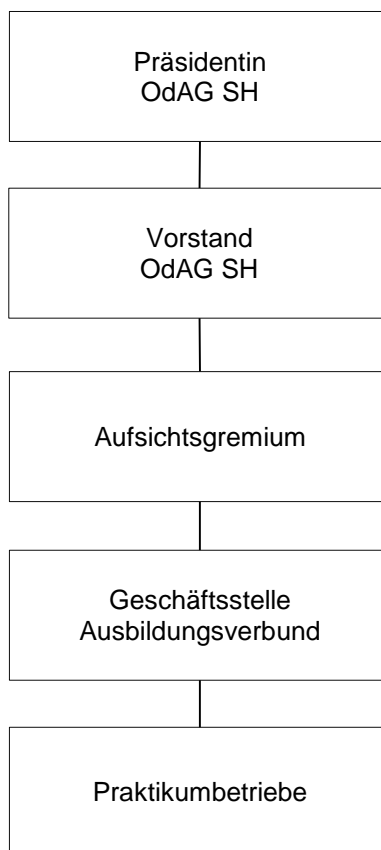 Präsidentin
OdAG SH
Vorstand
OdAG SH
Aufsichtsgremium
Geschäftsstelle
Ausbildungsverbund
Praktikumbetriebe